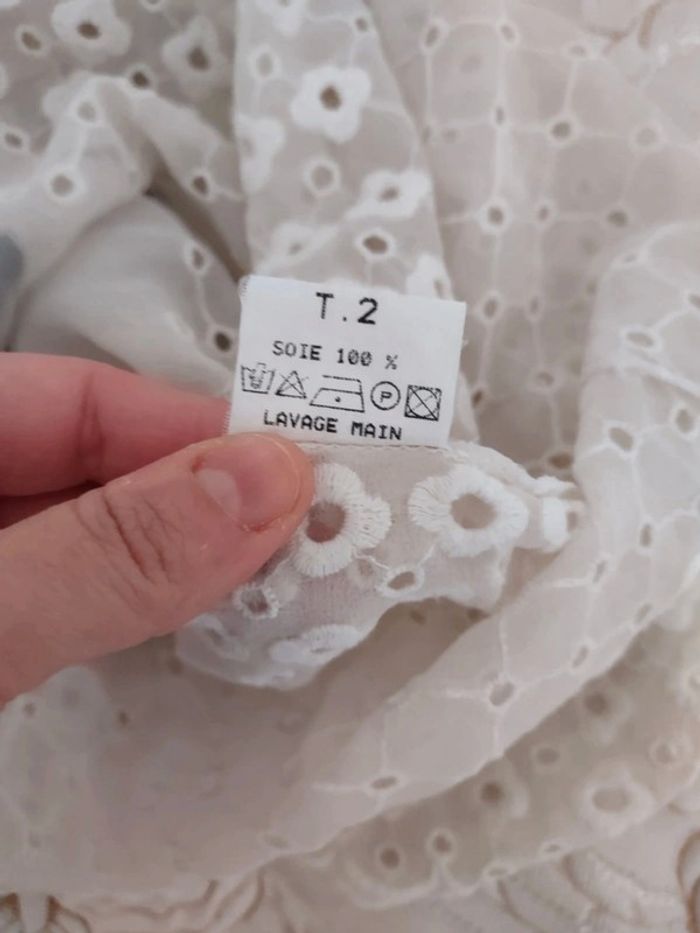 T.2
SOIE 100 %
P
LAVAGE MAIN